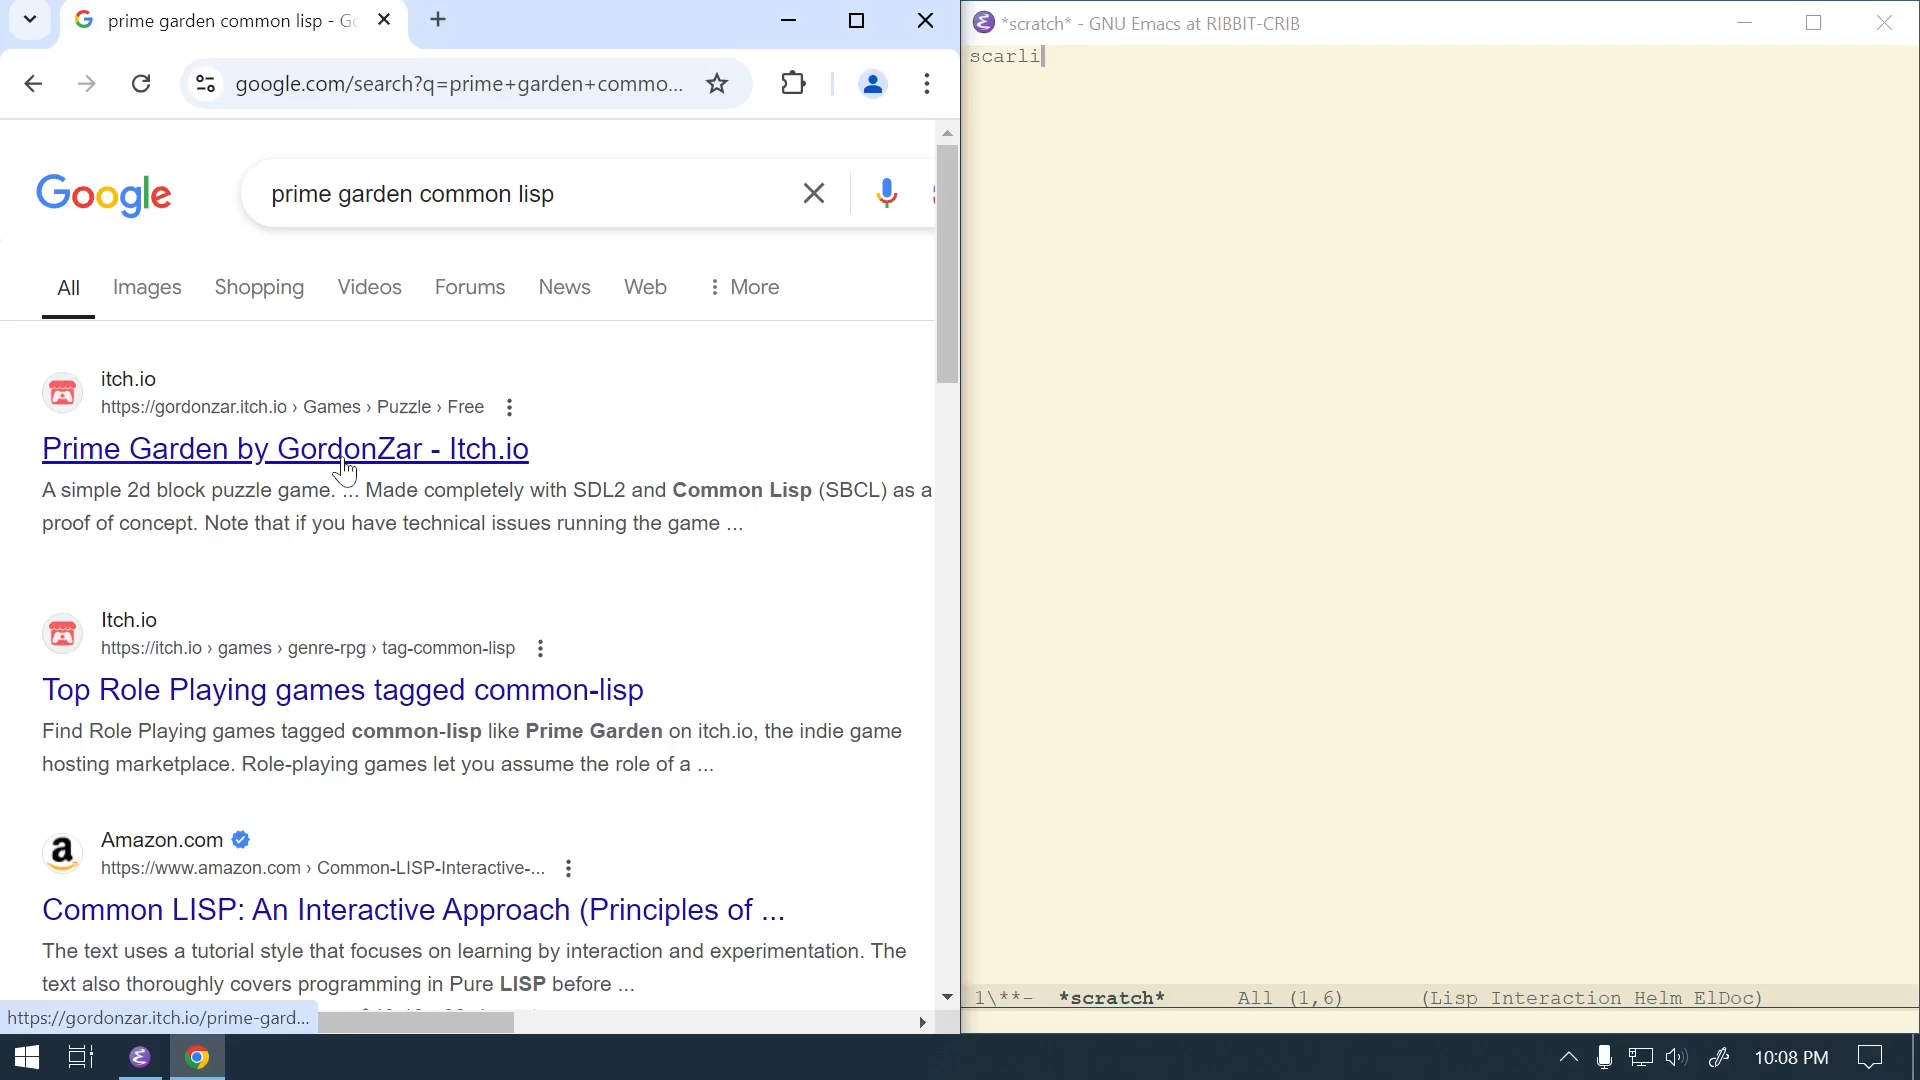 prime garden common lisp - Gc
google.com/search?q=prime+garden+commo...
Google
prime garden common lisp
All Images Shopping Videos Forums News Web More
itch.io
https://gordonzar.itch.io › Games › Puzzle › Free
Prime Garden by GordonZar - Itch.io
A simple 2d block puzzle game. ... Made completely with SDL2 and Common Lisp (SBCL) as a
proof of concept. Note that if you have technical issues running the game ...
Itch.io
https://itch.io › games › genre-rpg › tag-common-lisp
Top Role Playing games tagged common-lisp
Find Role Playing games tagged common-lisp like Prime Garden on itch.io, the indie game
hosting marketplace. Role-playing games let you assume the role of a ...
Amazon.com
https://www.amazon.com › Common-LISP-Interactive-...
Common LISP: An Interactive Approach (Principles of ...
The text uses a tutorial style that focuses on learning by interaction and experimentation. The
text also thoroughly covers programming in Pure LISP before ...
https://gordonzar.itch.io/prime-gard...
*scratch* - GNU Emacs at RIBBIT-CRIB
scarli
1\**- *scratch* All (1,6) (Lisp Interaction Helm ElDoc)
10:08 PM